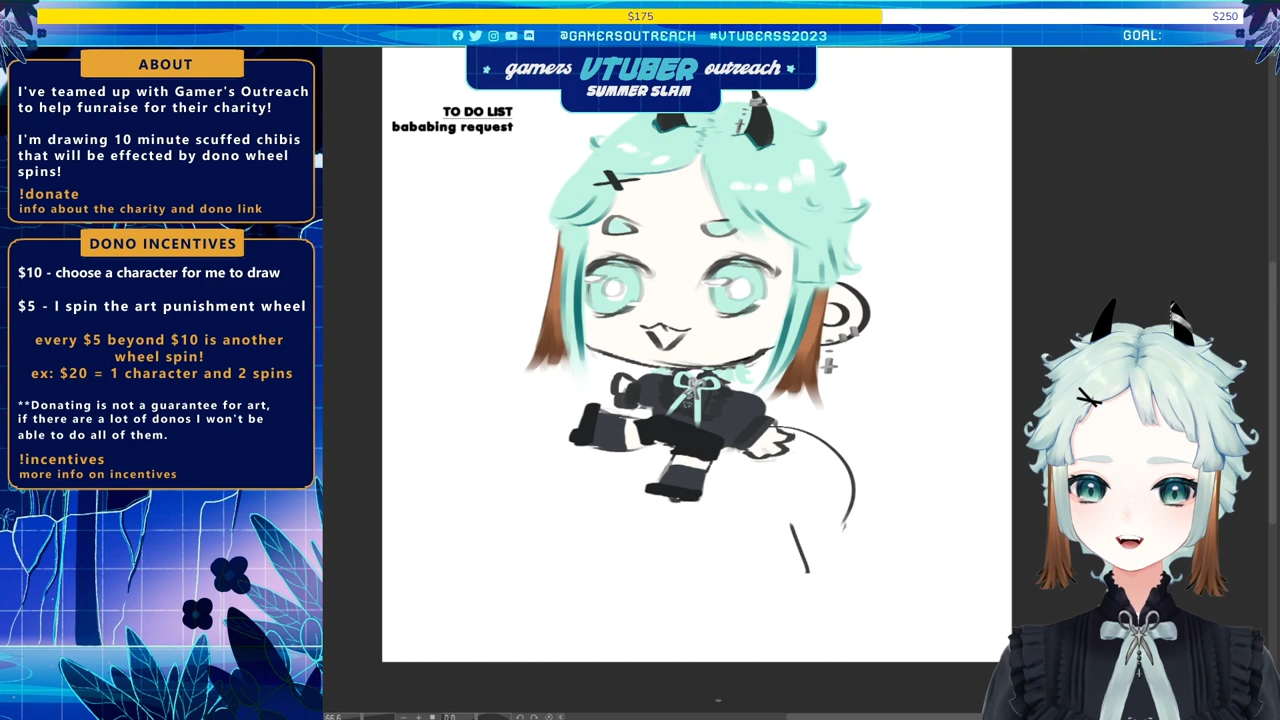 $175
$250
@GAMERSOUTREACH #VTUBERSS2023
GOAL:
gamers VTUBER outreach
SUMMER SLAM
ABOUT
I've teamed up with Gamer's Outreach
to help funraise for their charity!
I'm drawing 10 minute scuffed chibis
that will be effected by dono wheel
spins!
!donate
info about the charity and dono link
DONO INCENTIVES
$10 - choose a character for me to draw
$5 - I spin the art punishment wheel
every $5 beyond $10 is another
wheel spin!
ex: $20 = 1 character and 2 spins
**Donating is not a guarantee for art,
if there are a lot of donos I won't be
able to do all of them.
!incentives
more info on incentives
TO DO LIST
bababing request